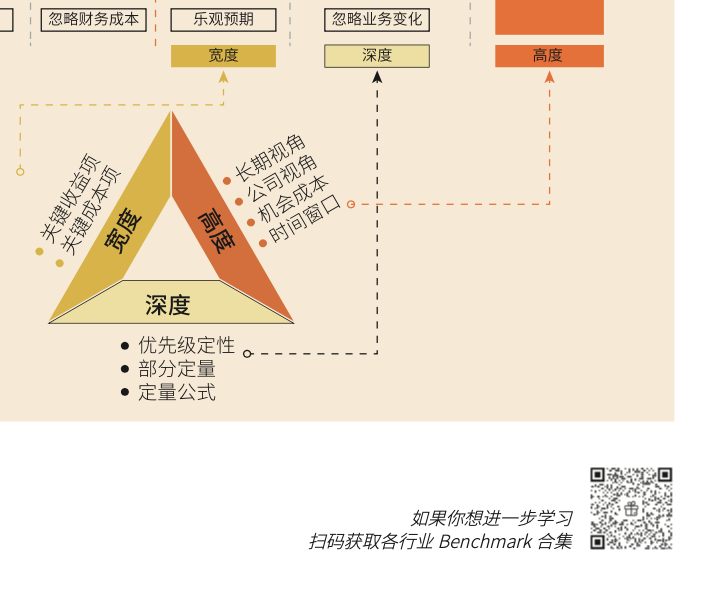 忽略财务成本
乐观预期
忽略业务变化
宽度
深度
高度
关键收益项
关键成本项
宽度
高度
长期视角
公司视角
机会成本
时间窗口
深度
优先级定性
部分定量
定量公式
如果你想进一步学习
扫码获取各行业 Benchmark 合集